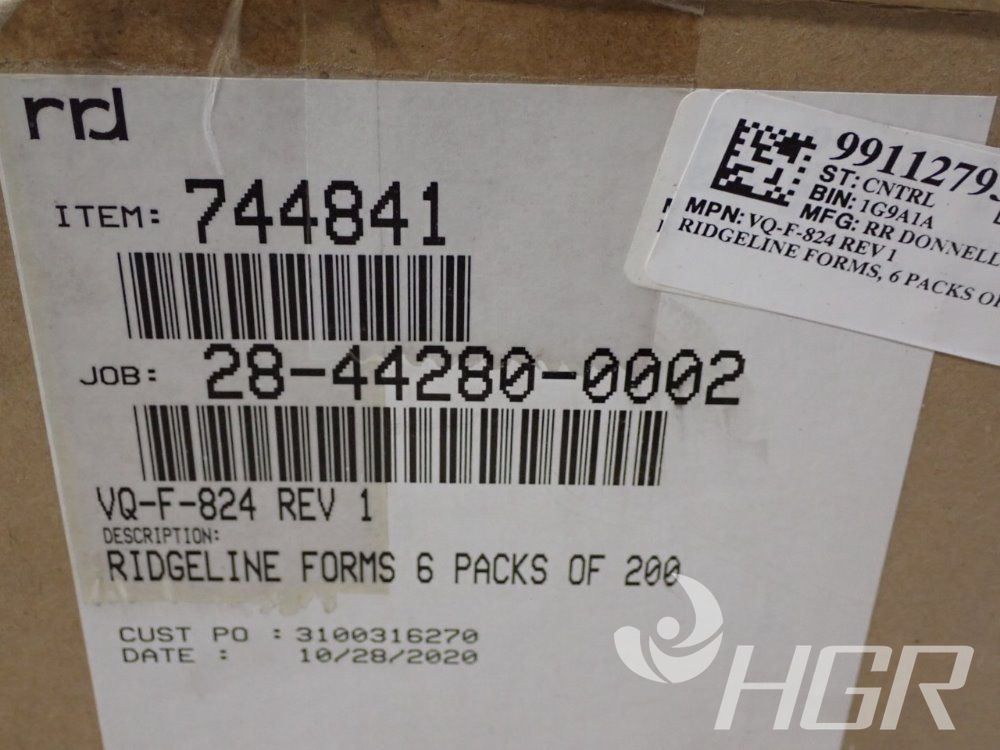 rrd
ITEM: 744841
JOB: 28-44280-0002
VQ-F-824 REV 1
DESCRIPTION:
RIDGELINE FORMS 6 PACKS OF 200
CUST PO : 3100316270
DATE : 10/28/2020
ST: CNTRL
BIN: 1G9A1A
MFG: RR
MPN: VQ-F-824 REV 1
RIDGELINE FORMS, 6 PACKS
HGR